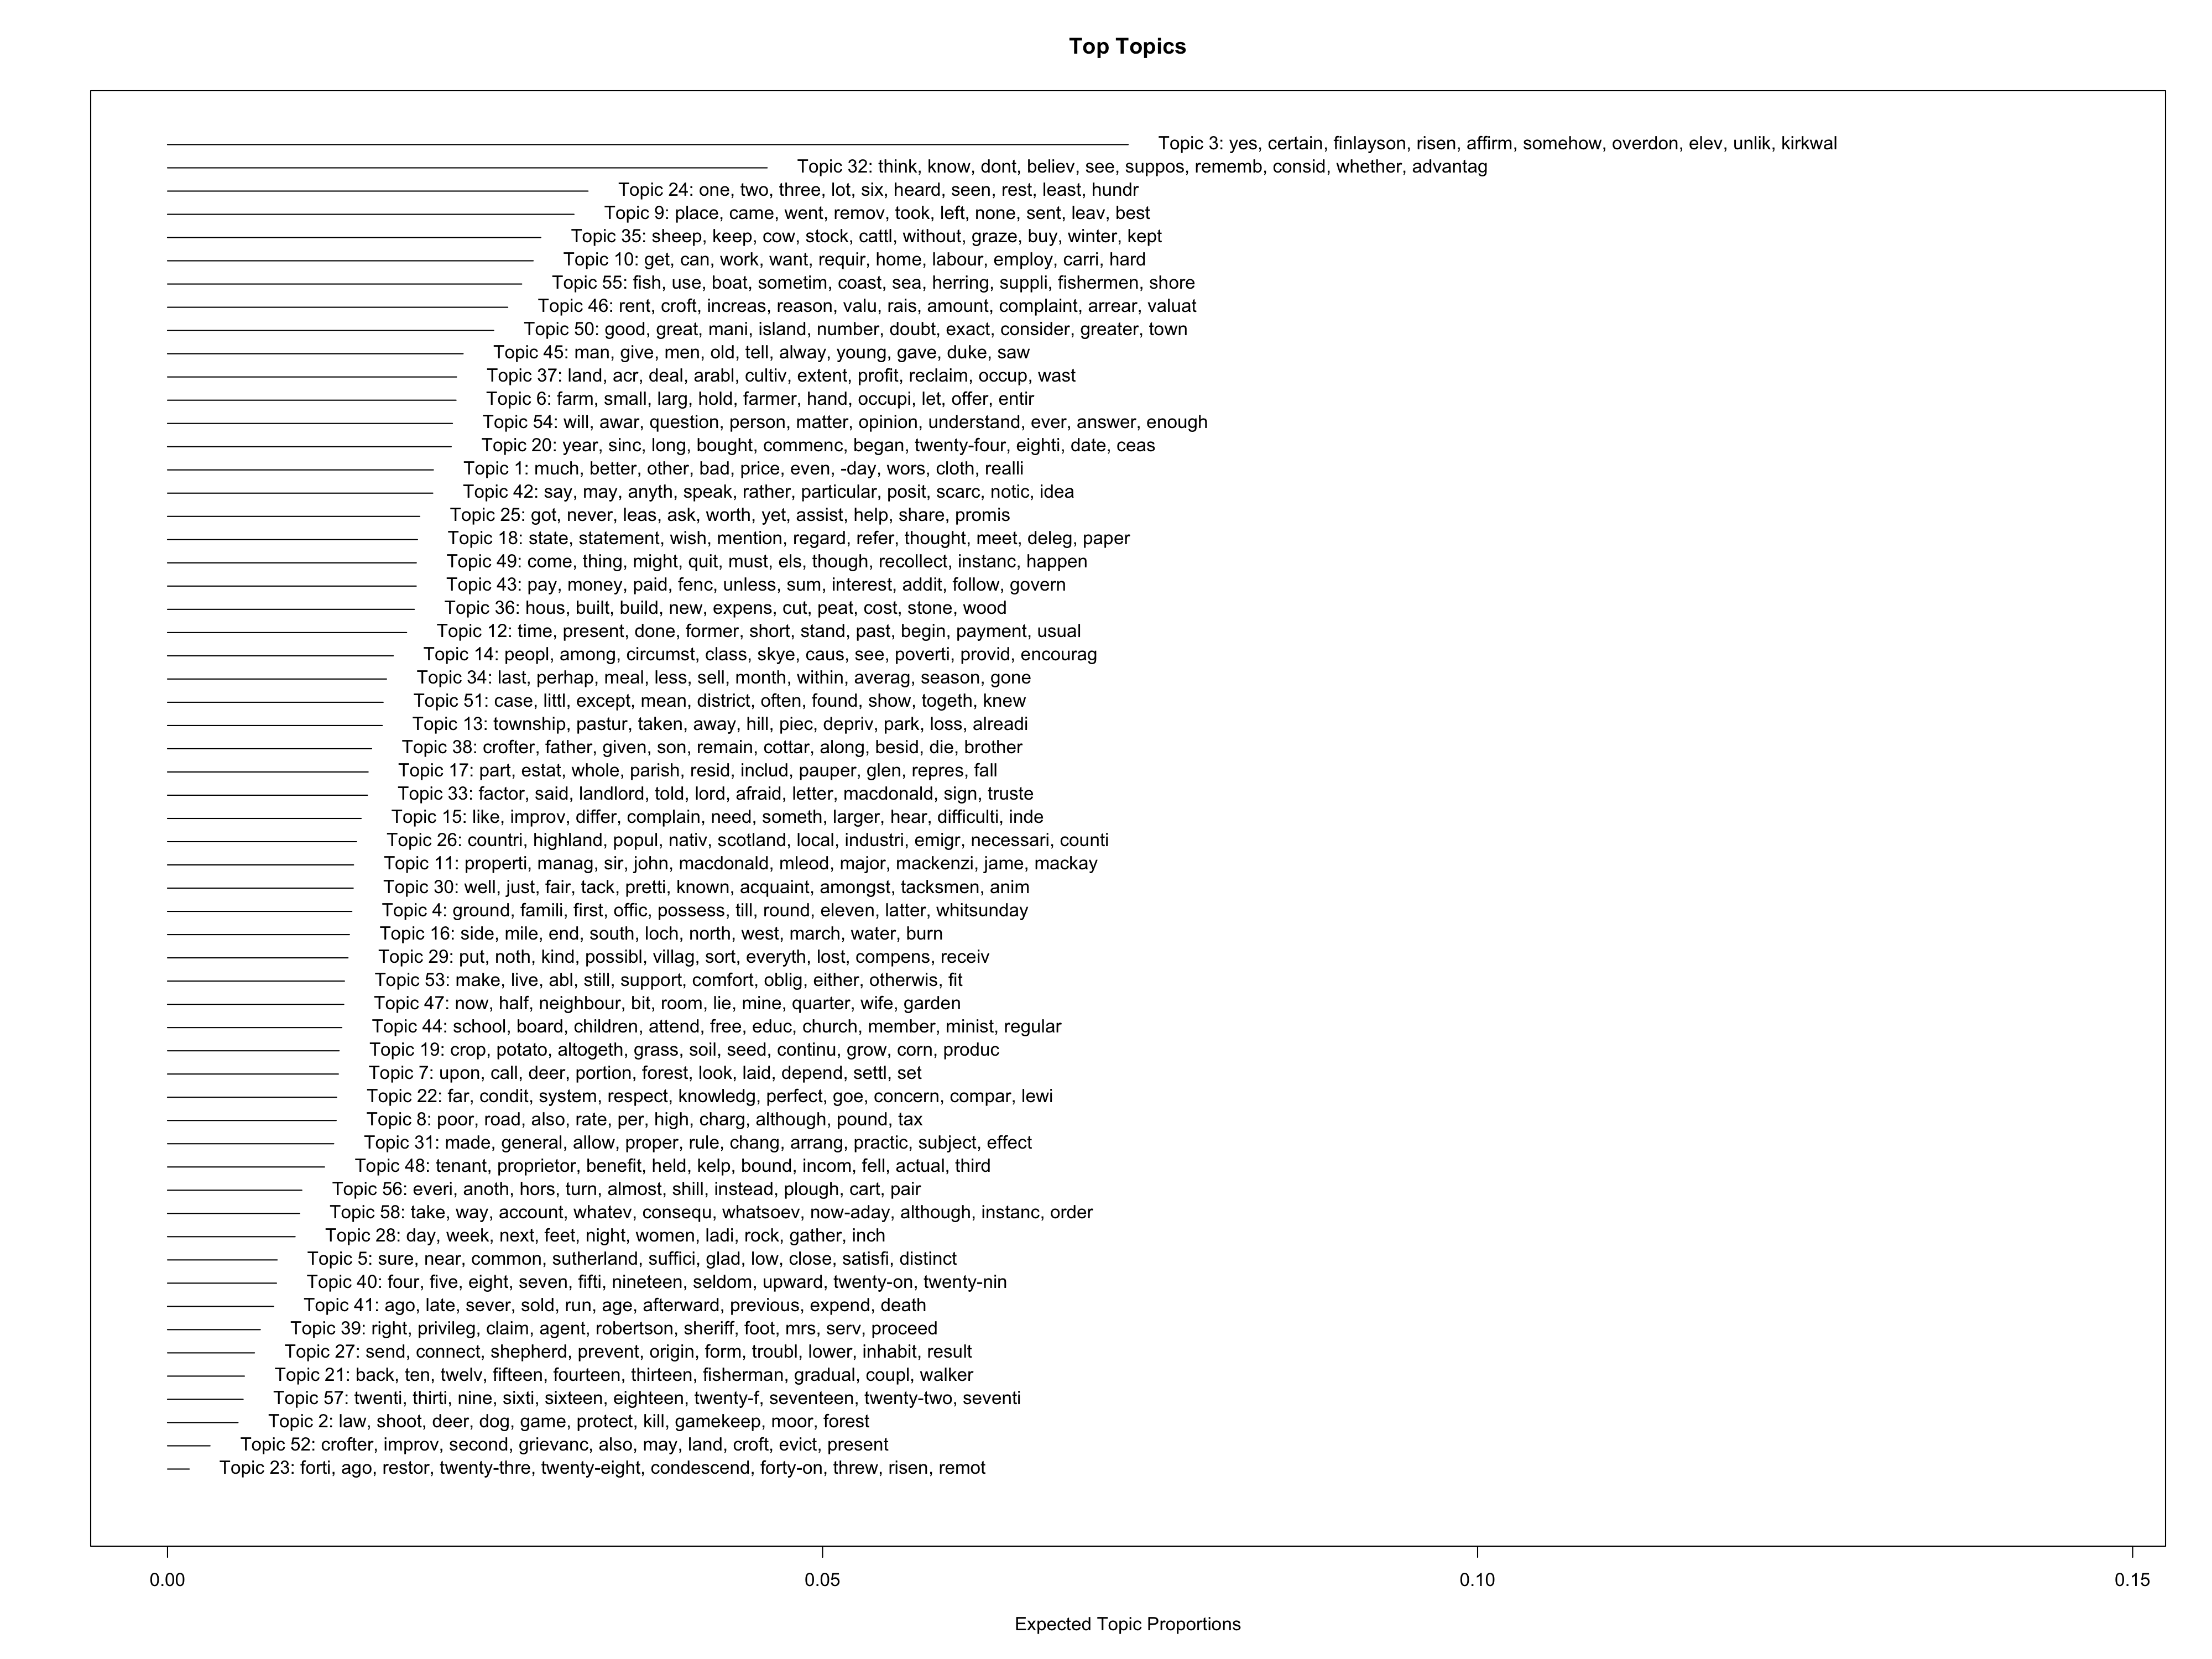 Top Topics
Topic 3: yes, certain, finlayson, risen, affirm, somehow, overdon, elev, unlik, kirkwal
Topic 32: think, know, dont, believ, see, suppos, rememb, consid, whether, advantag
Topic 24: one, two, three, lot, six, heard, seen, rest, least, hundr
Topic 9: place, came, went, remov, took, left, none, sent, leav, best
Topic 35: sheep, keep, cow, stock, cattl, without, graze, buy, winter, kept
Topic 10: get, can, work, want, requir, home, labour, employ, carri, hard
Topic 55: fish, use, boat, sometim, coast, sea, herring, suppli, fishermen, shore
Topic 46: rent, croft, increas, reason, valu, rais, amount, complaint, arrear, valuat
Topic 50: good, great, mani, island, number, doubt, exact, consider, greater, town
Topic 45: man, give, men, old, tell, alway, young, gave, duke, saw
Topic 37: land, acr, deal, arabl, cultiv, extent, profit, reclaim, occup, wast
Topic 6: farm, small, larg, hold, farmer, hand, occupi, let, offer, entir
Topic 54: will, awar, question, person, matter, opinion, understand, ever, answer, enough
Topic 20: year, sinc, long, bought, commenc, began, twenty-four, eighti, date, ceas
Topic 1: much, better, other, bad, price, even, -day, wors, cloth, realli
Topic 42: say, may, anyth, speak, rather, particular, posit, scarc, notic, idea
Topic 25: got, never, leas, ask, worth, yet, assist, help, share, promis
Topic 18: state, statement, wish, mention, regard, refer, thought, meet, deleg, paper
Topic 49: come, thing, might, quit, must, els, though, recollect, instanc, happen
Topic 43: pay, money, paid, fenc, unless, sum, interest, addit, follow, govern
Topic 36: hous, built, build, new, expens, cut, peat, cost, stone, wood
Topic 12: time, present, done, former, short, stand, past, begin, payment, usual
Topic 14: peopl, among, circumst, class, skye, caus, see, poverti, provid, encourag
Topic 34: last, perhap, meal, less, sell, month, within, averag, season, gone
Topic 51: case, littl, except, mean, district, often, found, show, togeth, knew
Topic 13: township, pastur, taken, away, hill, piec, depriv, park, loss, alreadi
Topic 38: crofter, father, given, son, remain, cottar, along, besid, die, brother
Topic 17: part, estat, whole, parish, resid, includ, pauper, glen, repres, fall
Topic 33: factor, said, landlord, told, lord, afraid, letter, macdonald, sign, truste
Topic 15: like, improv, differ, complain, need, someth, larger, hear, difficulti, inde
Topic 26: countri, highland, popul, nativ, scotland, local, industri, emigr, necessari, counti
Topic 11: properti, manag, sir, john, macdonald, mleod, major, mackenzi, jame, mackay
Topic 30: well, just, fair, tack, pretti, known, acquaint, amongst, tacksmen, anim
Topic 4: ground, famili, first, offic, possess, till, round, eleven, latter, whitsunday
Topic 16: side, mile, end, south, loch, north, west, march, water, burn
Topic 29: put, noth, kind, possibl, villag, sort, everyth, lost, compens, receiv
Topic 53: make, live, abl, still, support, comfort, oblig, either, otherwis, fit
Topic 47: now, half, neighbour, bit, room, lie, mine, quarter, wife, garden
Topic 44: school, board, children, attend, free, educ, church, member, minist, regular
Topic 19: crop, potato, altogeth, grass, soil, seed, continu, grow, corn, produc
Topic 7: upon, call, deer, portion, forest, look, laid, depend, settl, set
Topic 22: far, condit, system, respect, knowledg, perfect, goe, concern, compar, lewi
Topic 8: poor, road, also, rate, per, high, charg, although, pound, tax
Topic 31: made, general, allow, proper, rule, chang, arrang, practic, subject, effect
Topic 48: tenant, proprietor, benefit, held, kelp, bound, incom, fell, actual, third
Topic 56: everi, anoth, hors, turn, almost, shill, instead, plough, cart, pair
Topic 58: take, way, account, whatev, consequ, whatsoev, now-aday, although, instanc, order
Topic 28: day, week, next, feet, night, women, ladi, rock, gather, inch
Topic 5: sure, near, common, sutherland, suffici, glad, low, close, satisfi, distinct
Topic 40: four, five, eight, seven, fifti, nineteen, seldom, upward, twenty-on, twenty-nin
Topic 41: ago, late, sever, sold, run, age, afterward, previous, expend, death
Topic 39: right, privileg, claim, agent, robertson, sheriff, foot, mrs, serv, proceed
Topic 27: send, connect, shepherd, prevent, origin, form, troubl, lower, inhabit, result
Topic 21: back, ten, twelv, fifteen, fourteen, thirteen, fisherman, gradual, coupl, walker
Topic 57: twenti, thirti, nine, sixti, sixteen, eighteen, twenty-f, seventeen, twenty-two, seventi
Topic 2: law, shoot, deer, dog, game, protect, kill, gamekeep, moor, forest
Topic 52: crofter, improv, second, grievanc, also, may, land, croft, evict, present
Topic 23: forti, ago, restor, twenty-thre, twenty-eight, condescend, forty-on, threw, risen, remot
0.00 0.05 0.10 0.15
Expected Topic Proportions